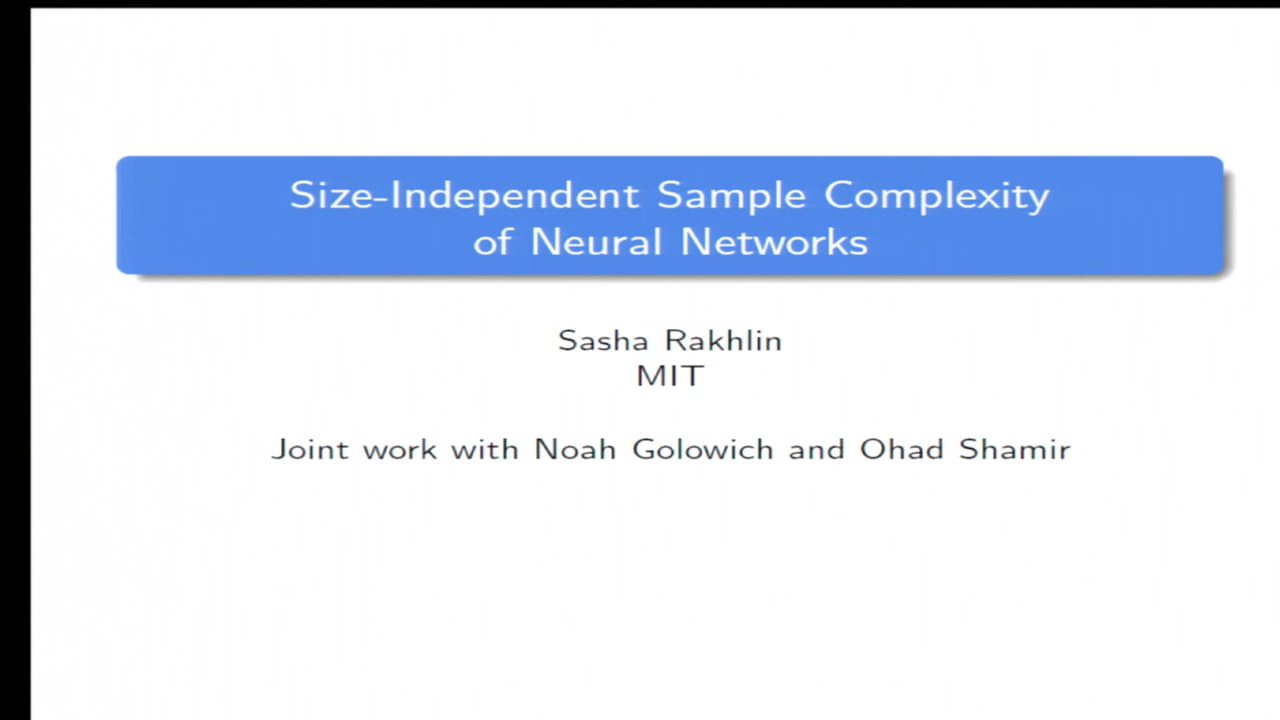 Size-Independent Sample Complexity
of Neural Networks
Sasha Rakhlin
MIT
Joint work with Noah Golowich and Ohad Shamir